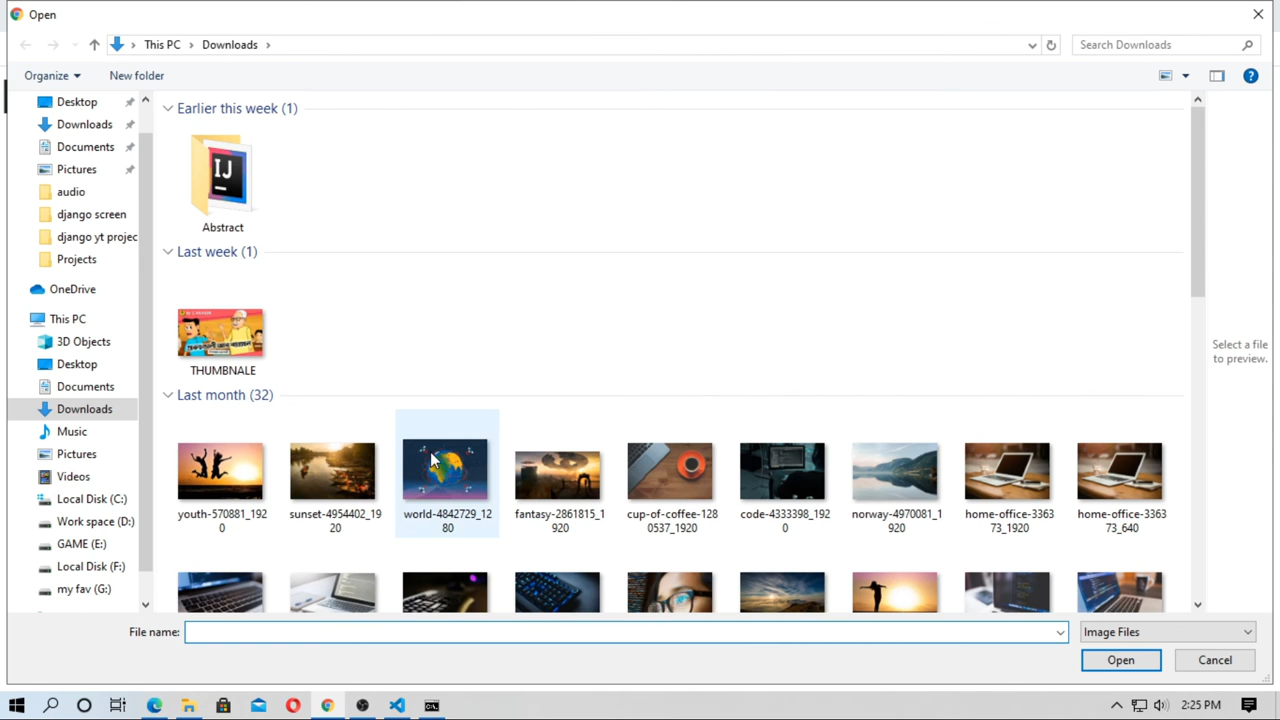 Open
This PC
Downloads
Search Downloads
Organize
New folder
Desktop
Downloads
Documents
Pictures
audio
django screen
django yt projec
Projects
OneDrive
This PC
3D Objects
Desktop
Documents
Downloads
Music
Pictures
Videos
Local Disk (C:)
Work space (D:)
GAME (E:)
Local Disk (F:)
my fav (G:)
Earlier this week (1)
IJ
Abstract
Last week (1)
THUMBNALE
Last month (32)
youth-570881_192
0
sunset-4954402_19
20
world-4842729_12
80
fantasy-2861815_1
920
cup-of-coffee-128
0537_1920
code-4333398_192
0
norway-4970081_1
920
home-office-3363
73_1920
home-office-3363
73_640
Select a file
to preview.
File name:
Image Files
Open
Cancel
2:25 PM